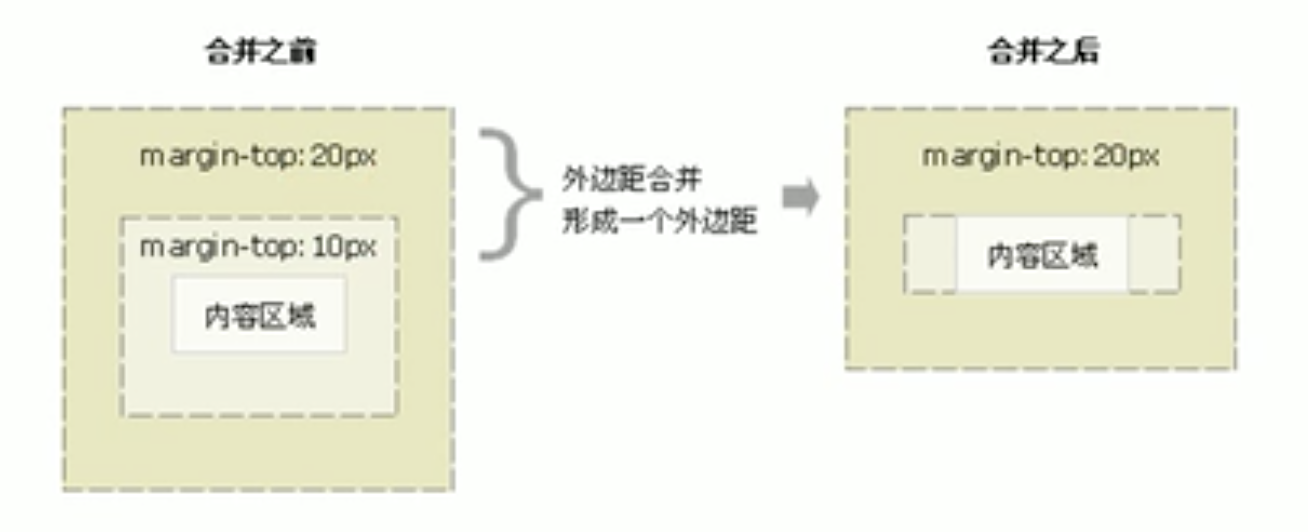 合并之前
合并之后
margin-top: 20px
margin-top: 10px
内容区域
外边距合并
形成一个外边距
margin-top: 20px
内容区域